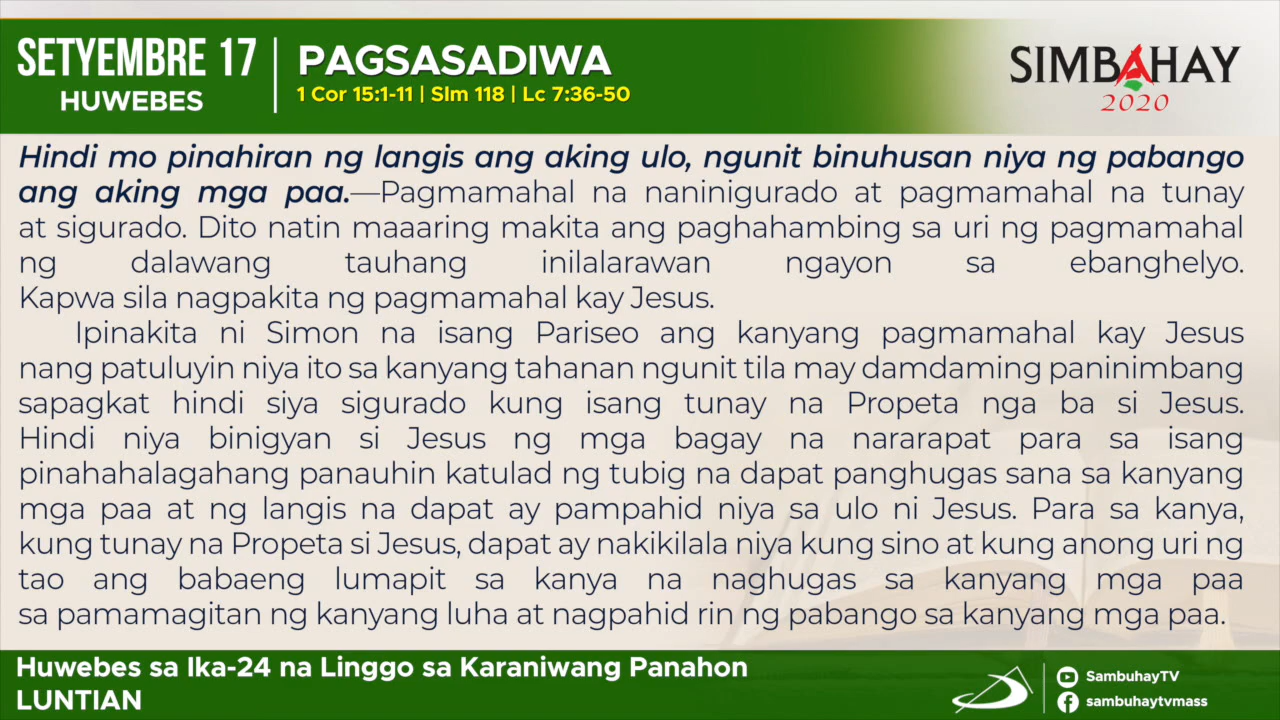 SETYEMBRE 17
HUWEBES
PAGSASADIWA
1 Cor 15:1-11 | Slm 118 | Lc 7:36-50
SIMBAHAY
2020
Hindi mo pinahiran ng langis ang aking ulo, ngunit binuhusan niya ng pabango
ang aking mga paa.—Pagmamahal na naninigurado at pagmamahal na tunay
at sigurado. Dito natin maaaring makita ang paghahambing sa uri ng pagmamahal
ng dalawang tauhang inilalarawan ngayon sa ebanghelyo.
Kapwa sila nagpakita ng pagmamahal kay Jesus.
Ipinakita ni Simon na isang Pariseo ang kanyang pagmamahal kay Jesus
nang patuluyin niya ito sa kanyang tahanan ngunit tila may damdaming paninimbang
sapagkat hindi siya sigurado kung isang tunay na Propeta nga ba si Jesus.
Hindi niya binigyan si Jesus ng mga bagay na nararapat para sa isang
pinahahalagahang panauhin katulad ng tubig na dapat panghugas sana sa kanyang
mga paa at ng langis na dapat ay pampahid niya sa ulo ni Jesus. Para sa kanya,
kung tunay na Propeta si Jesus, dapat ay nakikilala niya kung sino at kung anong uri ng
tao ang babaeng lumapit sa kanya na naghugas sa kanyang mga paa
sa pamamagitan ng kanyang luha at nagpahid rin ng pabango sa kanyang mga paa.
Huwebes sa Ika-24 na Linggo sa Karaniwang Panahon
LUNTIAN
SambuhayTV
sambuhaytvmass